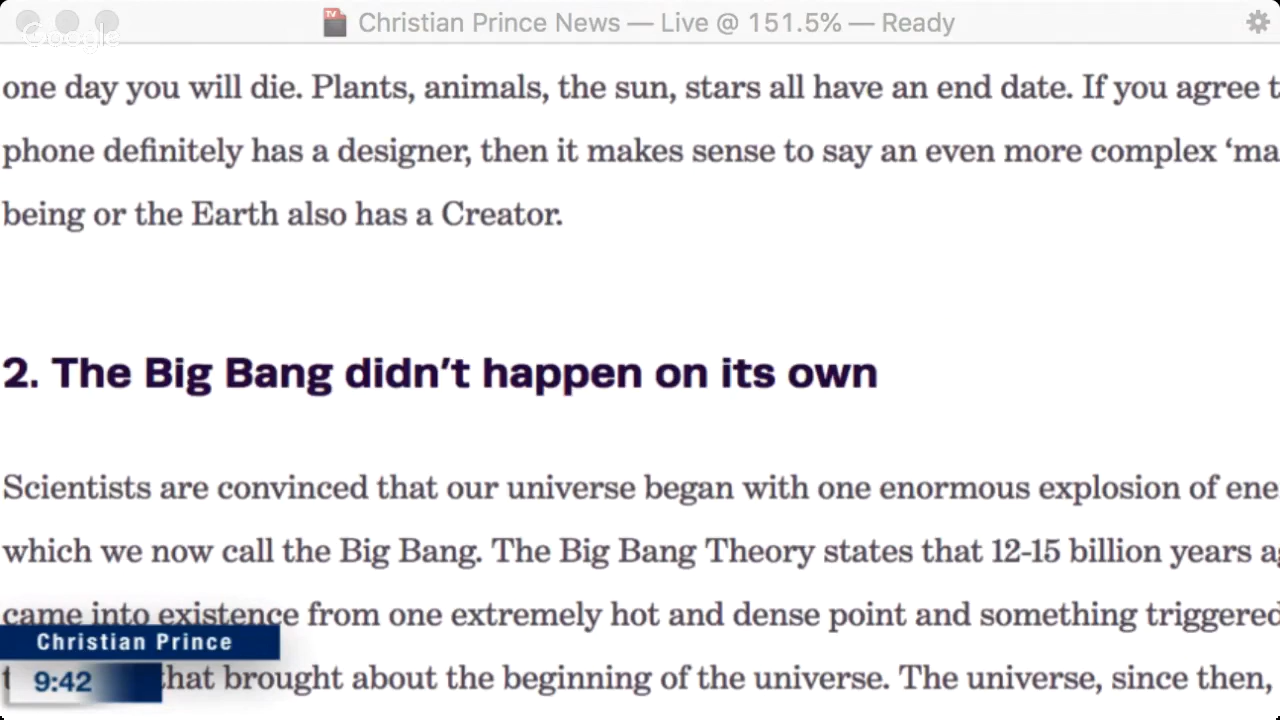 Christian Prince News — Live @ 151.5% — Ready
Google
one day you will die. Plants, animals, the sun, stars all have an end date. If you agree t
phone definitely has a designer, then it makes sense to say an even more complex ‘ma
being or the Earth also has a Creator.
2. The Big Bang didn’t happen on its own
Scientists are convinced that our universe began with one enormous explosion of ene
which we now call the Big Bang. The Big Bang Theory states that 12-15 billion years ag
came into existence from one extremely hot and dense point and something triggered
that brought about the beginning of the universe. The universe, since then,
Christian Prince
9:42